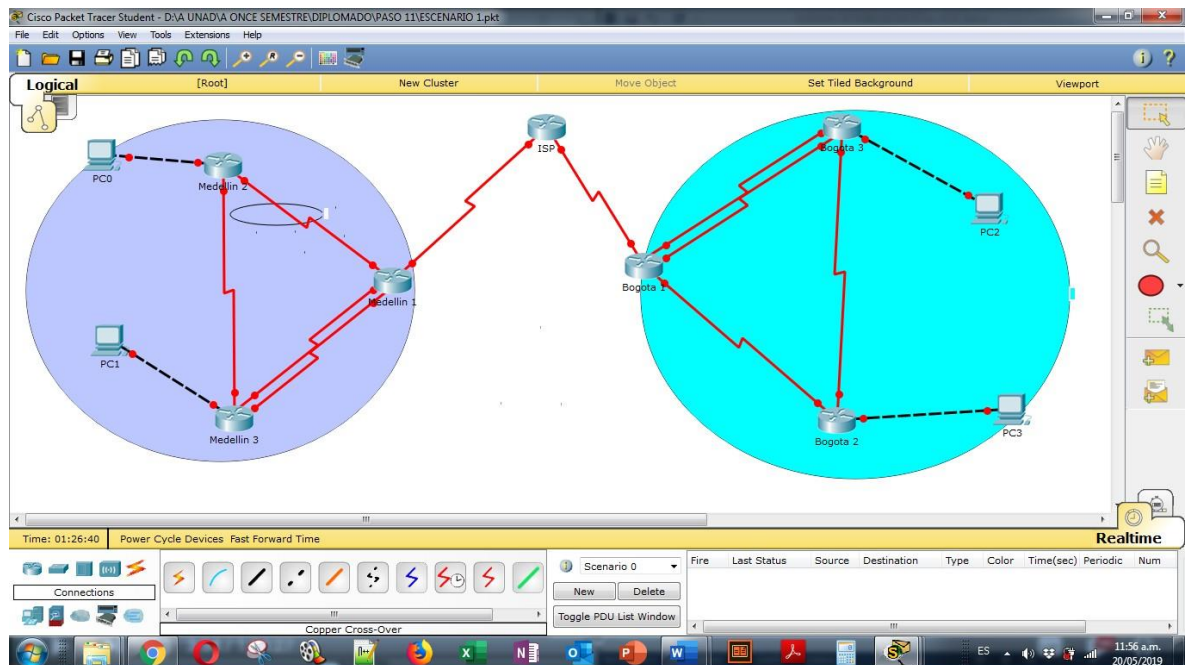 Cisco Packet Tracer Student - D:\A UNAD\A ONCE SEMESTRE\DIPLOMADO\PASO 11\ESCENARIO 1.pkt
File Edit Options View Tools Extensions Help
Logical [Root] New Cluster Move Object Set Tiled Background Viewport
ISP
Bogota 3
PC0
Medellin 2
PC2
Bogota 1
Medellin 1
PC1
Medellin 3
Bogota 2
PC3
Time: 01:26:40 Power Cycle Devices Fast Forward Time Realtime
Scenario 0 Fire Last Status Source Destination Type Color Time(sec) Periodic Num
Connections New Delete
Toggle PDU List Window
Copper Cross-Over
ES 11:56 a.m.
20/05/2019